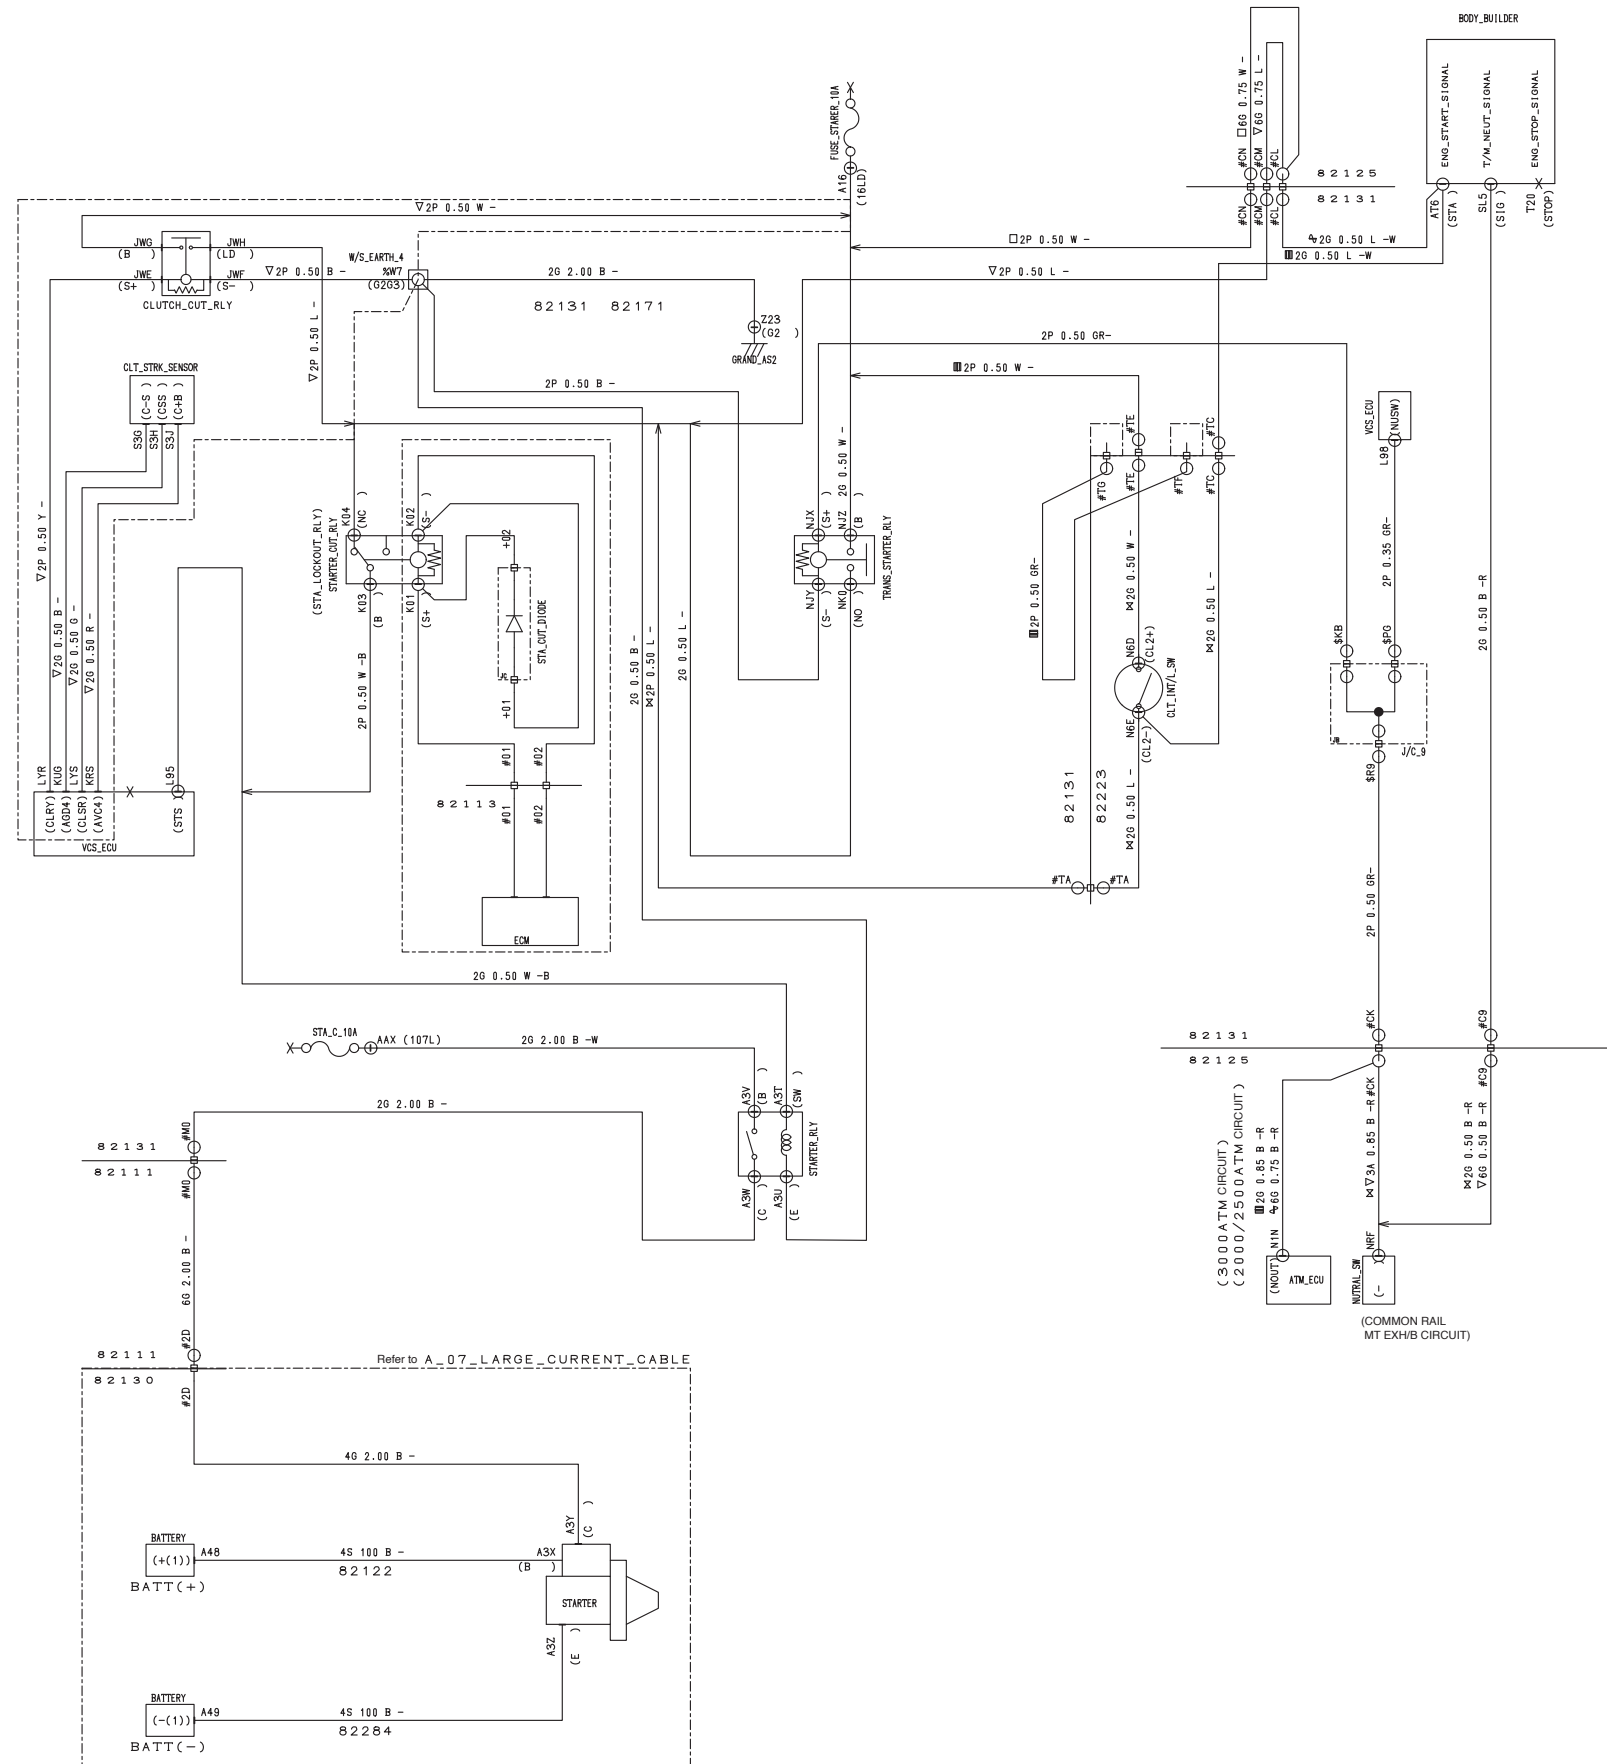 BODY_BUILDER
ENG_START_SIGNAL
T/M_NEUT_SIGNAL
ENG_STOP_SIGNAL
AT6
(STA )
SL5
(SIG )
T20
(STOP)
□6G 0.75 W -
▽6G 0.75 L -
#CN
#CM
#CL
82125
82131
#CN
#CM
#CL
FUSE_STARER_10A
A16
(16LD)
▽2P 0.50 W -
□2P 0.50 W -
2G 0.50 L -W
2G 0.50 L -W
JWG
(B )
JWH
(LD )
JWE
(S+ )
JWF
(S- )
CLUTCH_CUT_RLY
▽2P 0.50 B -
W/S_EARTH_4
%W7
(G2G3)
2G 2.00 B -
▽2P 0.50 L -
82131 82171
Z23
(G2 )
GRAND_AS2
2P 0.50 GR-
▽2P 0.50 L -
CLT_STRK_SENSOR
(C-S )
(CSS )
(C+B )
S3G
S3H
S3J
2P 0.50 B -
2P 0.50 W -
VCS_ECU
(NUSW)
L98
▽2P 0.50 Y -
▽2G 0.50 B -
▽2G 0.50 G -
▽2G 0.50 R -
(STA_LOCKOUT_RLY)
STARTER_CUT_RLY
K04
(NC )
K02
(S-
K03
(B )
K01
(S+)
+02
STA_CUT_DIODE
JC
+01
NJX
(S+)
NJZ
(B )
2G 0.50 W -
NJY
(S- )
NK0
(NO )
TRANS_STARTER_RLY
#TG
#TE
#TE
#TF
#TC
#TC
2P 0.50 GR-
⋈2G 0.50 W -
⋈2G 0.50 L -
2P 0.35 GR-
2G 0.50 B -R
2P 0.50 W -B
2G 0.50 B -
⋈2P 0.50 L -
2G 0.50 L -
N6D
(CL2+)
CLT_INT/L_SW
N6E
(CL2-)
$KB
$PG
JB
J/C_9
$R9
LYR
KUG
LYS
KRS
L95
(CLRY)
(AGD4)
(CLSR)
(AVC4)
(STS )
VCS_ECU
#01
#02
82113
#01
#02
ECM
82131
82223
⋈2G 0.50 L -
#TA
#TA
2P 0.50 GR-
2G 0.50 W -B
STA_C_10A
AAX (107L)
2G 2.00 B -W
A3V
(B )
A3T
(SW )
STARTER_RLY
A3W
(C )
A3U
(E )
2G 2.00 B -
#CK
#C9
82131
82125
#CK
#C9
(3000ATM CIRCUIT)
(2000/2500ATM CIRCUIT)
2G 0.85 B -R
6G 0.75 B -R
⋈▽3A 0.85 B -R
⋈2G 0.50 B -R
▽6G 0.50 B -R
N1N
(NOUT)
ATM_ECU
NRF
NUTRAL_SW
(- )
(COMMON RAIL
MT EXH/B CIRCUIT)
#M0
82131
82111
#M0
6G 2.00 B -
#2D
82111
82130
#2D
Refer to A_07_LARGE_CURRENT_CABLE
4G 2.00 B -
A3Y
(C )
BATTERY
(+(1))
A48
BATT(+)
4S 100 B -
82122
A3X
(B )
STARTER
A3Z
(E )
BATTERY
(-(1))
A49
BATT(-)
4S 100 B -
82284